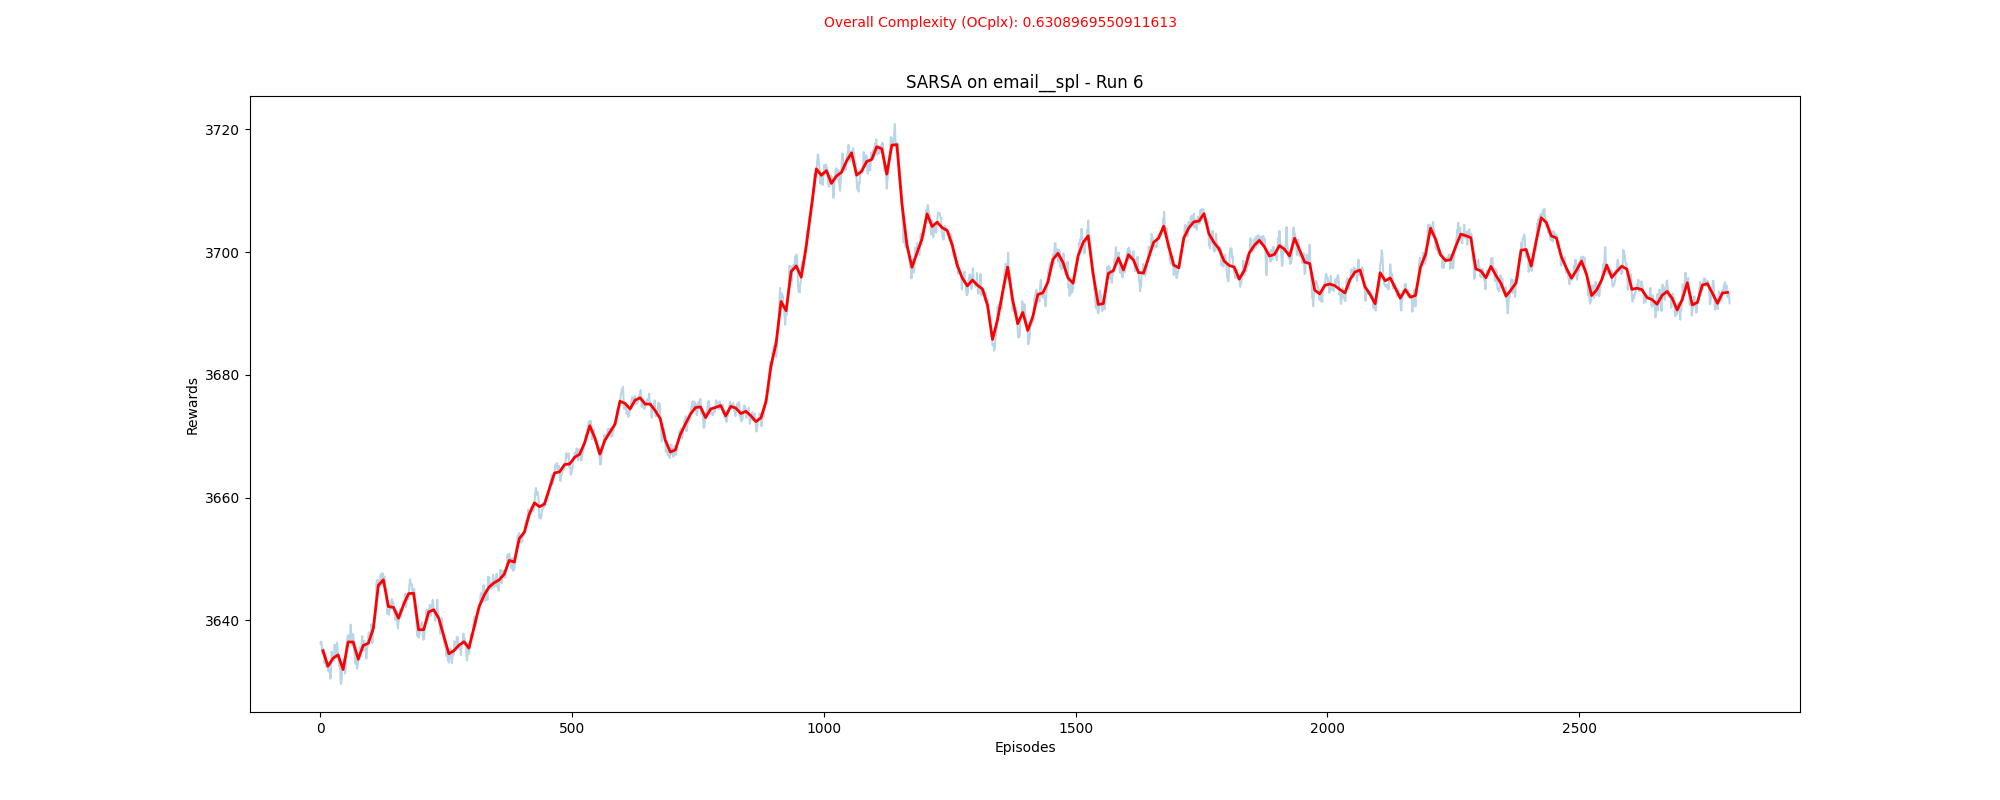 Overall Complexity (OCplx): 0.6308969550911613
SARSA on email__spl - Run 6
3720
3700
3680
3660
3640
Rewards
0 500 1000 1500 2000 2500
Episodes